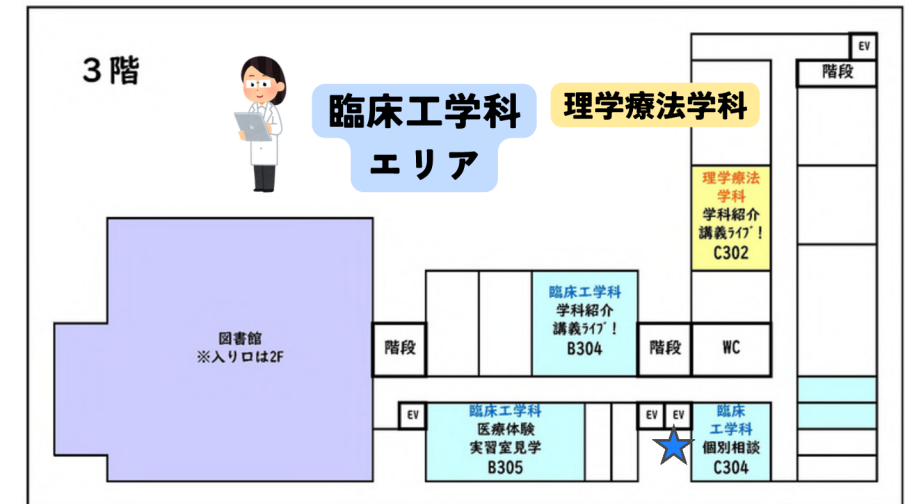 3階
臨床工学科
エリア
理学療法学科
EV
階段
理学療法
学科
学科紹介
講義ﾗｲﾌﾞ！
C302
臨床工学科
学科紹介
講義ﾗｲﾌﾞ！
B304
図書館
※入り口は2F
階段
階段
WC
EV
臨床工学科
医療体験
実習室見学
B305
EV
EV
臨床
工学科
個別相談
C304